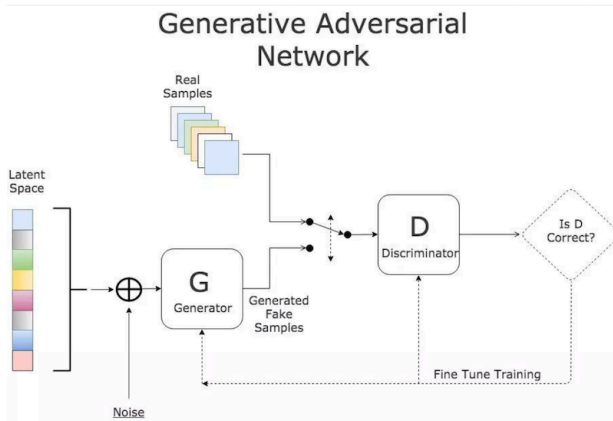 Generative Adversarial
Network
Real
Samples
Latent
Space
G
Generator
Generated
Fake
Samples
D
Discriminator
Is D
Correct?
Fine Tune Training
Noise